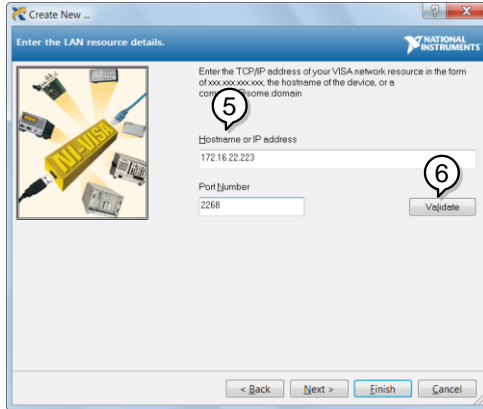 Create New ...
Enter the LAN resource details.
NATIONAL
INSTRUMENTS
Enter the TCP/IP address of your VISA network resource in the form
of xxx.xxx.xxx.xxx, the hostname of the device, or a
some.domain
5
Hostname or IP address
172.16.22.223
6
Port Number
2268
Validate
NI-VISA
< Back
Next >
Finish
Cancel